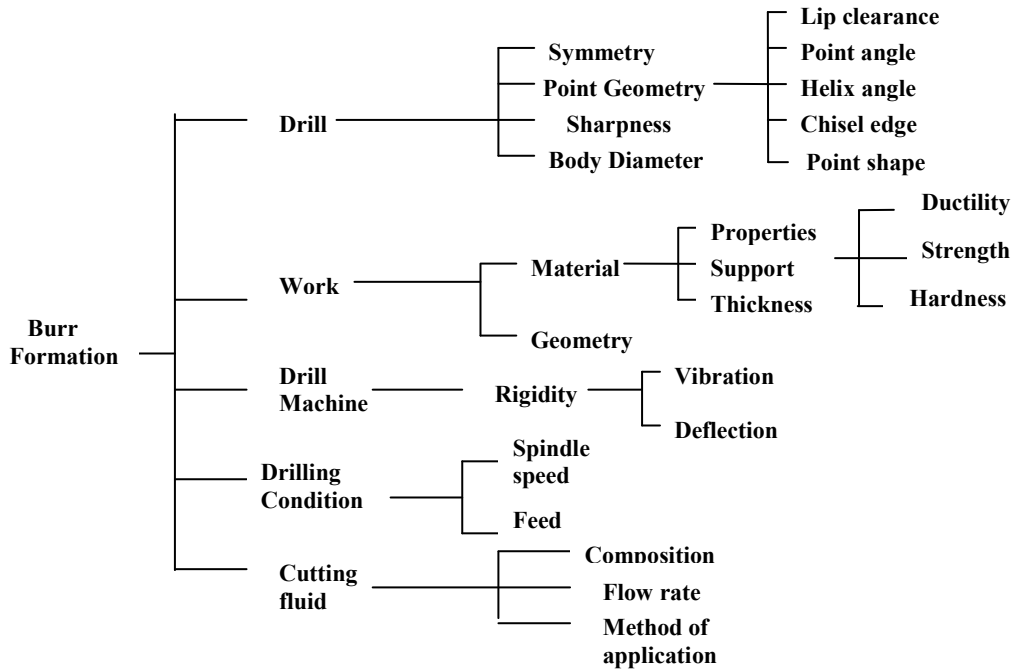 Burr
Formation
Drill
Symmetry
Point Geometry
Sharpness
Body Diameter
Lip clearance
Point angle
Helix angle
Chisel edge
Point shape
Work
Material
Geometry
Properties
Support
Thickness
Ductility
Strength
Hardness
Drill
Machine
Rigidity
Vibration
Deflection
Drilling
Condition
Spindle
speed
Feed
Cutting
fluid
Composition
Flow rate
Method of
application